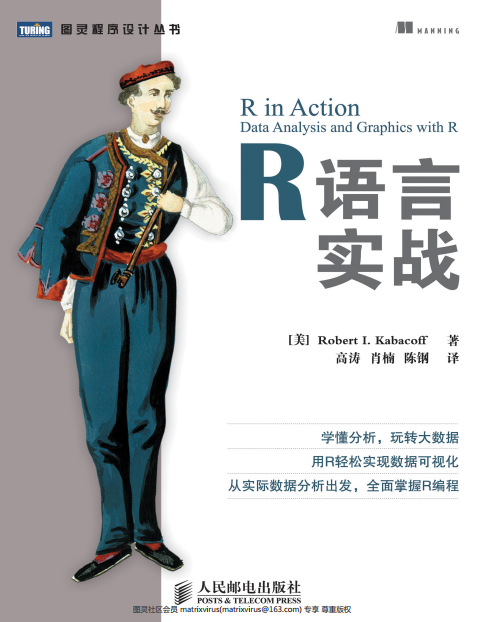 TURING 图灵程序设计丛书
MANNING
R in Action
Data Analysis and Graphics with R
R语言
实战
[美] Robert I. Kabacoff 著
高涛 肖楠 陈钢 译
学懂分析，玩转大数据
用R轻松实现数据可视化
从实际数据分析出发，全面掌握R编程
人民邮电出版社
POSTS & TELECOM PRESS
图灵社区会员 matrixvirus(matrixvirus@163.com) 专享 尊重版权